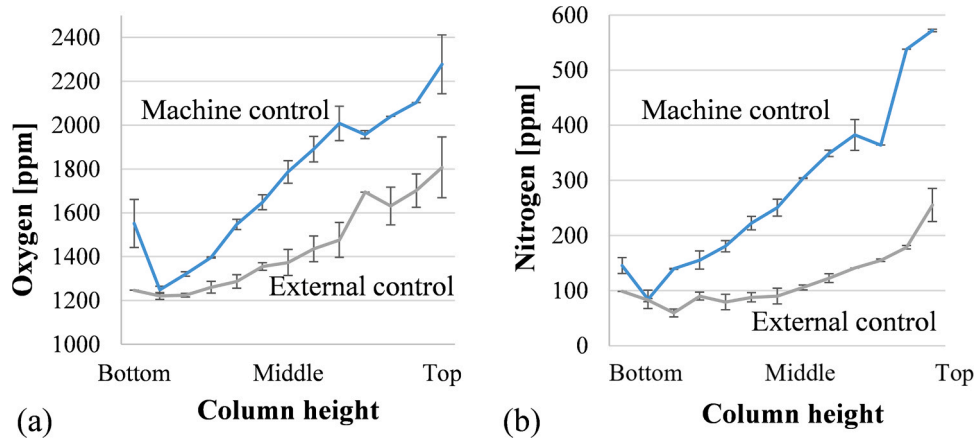 2400
2200
2000
1800
1600
1400
1200
1000
Oxygen [ppm]
Machine control
External control
Bottom Middle Top
Column height
(a)
600
500
400
300
200
100
0
Nitrogen [ppm]
Machine control
External control
Bottom Middle Top
Column height
(b)